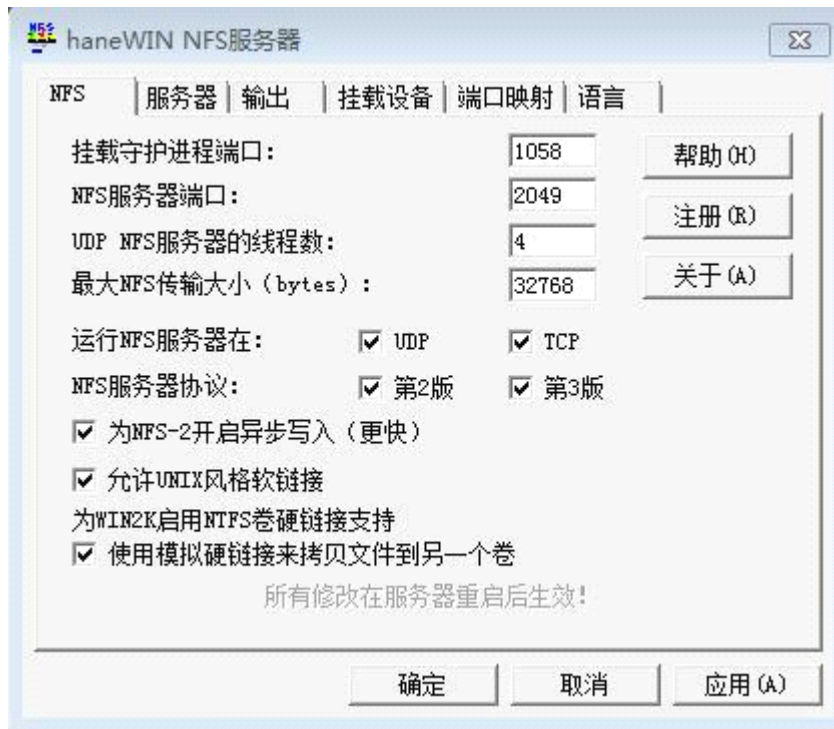 haneWIN NFS服务器
NFS 服务器 输出 挂载设备 端口映射 语言
挂载守护进程端口: 1058 帮助(H)
NFS服务器端口: 2049
注册(R)
UDP NFS服务器的线程数: 4
最大NFS传输大小（bytes）: 32768 关于(A)
运行NFS服务器在: UDP TCP
NFS服务器协议: 第2版 第3版
为NFS-2开启异步写入（更快）
允许UNIX风格软链接
为WIN2K启用NTFS卷硬链接支持
使用模拟硬链接来拷贝文件到另一个卷
所有修改在服务器重启后生效!
确定 取消 应用(A)